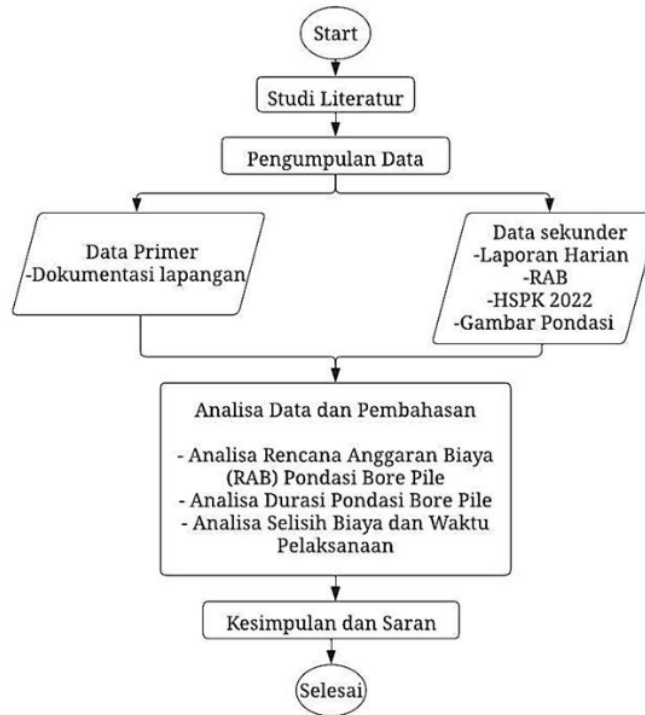 Start
Studi Literatur
Pengumpulan Data
Data Primer
-Dokumentasi lapangan
Data sekunder
-Laporan Harian
-RAB
-HSPK 2022
-Gambar Pondasi
Analisa Data dan Pembahasan
- Analisa Rencana Anggaran Biaya
(RAB) Pondasi Bore Pile
- Analisa Durasi Pondasi Bore Pile
- Analisa Selisih Biaya dan Waktu
Pelaksanaan
Kesimpulan dan Saran
Selesai